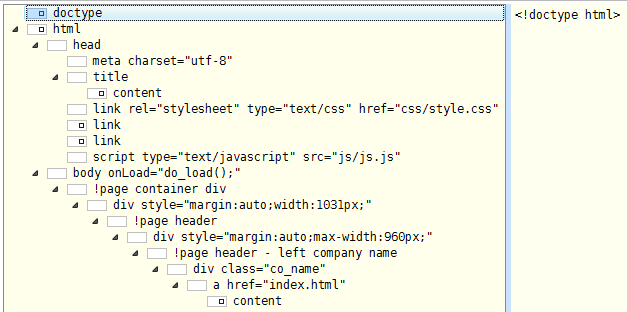 doctype
<!doctype html>
html
head
meta charset="utf-8"
title
content
link rel="stylesheet" type="text/css" href="css/style.css"
link
link
script type="text/javascript" src="js/js.js"
body onLoad="do_load();"
!page container div
div style="margin:auto;width:1031px;"
!page header
div style="margin:auto;max-width:960px;"
!page header - left company name
div class="co_name"
a href="index.html"
content